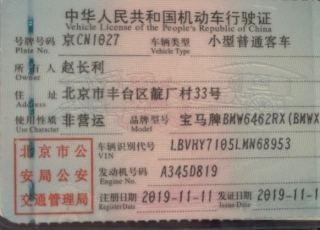 中华人民共和国机动车行驶证
Vehicle License of the People's Republic of China
号牌号码 京CN1027 车辆类型 小型普通客车
Plate No. Vehicle Type
所有人 赵长利
Owner
住址 北京市丰台区靛厂村33号
Address
使用性质 非营运 品牌型号 宝马牌BMW6462RX(BMWX
Use Character Model
北京市公
安局公安
交通管理局
车辆识别代号 LBVHY7105LMN68953
VIN
发动机号码 A345D819
Engine No.
注册日期 2019-11-11 发证日期 2019-11-1
Register Date Issue Date